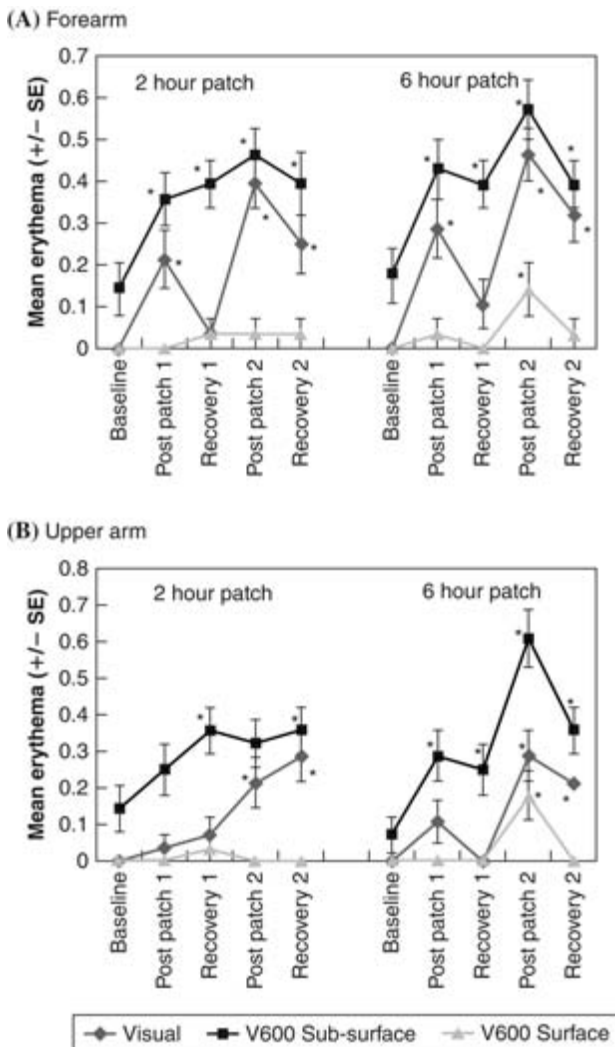 (A) Forearm
Mean erythema (+/− SE)
0.7
0.6
0.5
0.4
0.3
0.2
0.1
0
2 hour patch
6 hour patch
* * * * * * *
* * * * * * * *
Baseline
Post patch 1
Recovery 1
Post patch 2
Recovery 2
Baseline
Post patch 1
Recovery 1
Post patch 2
Recovery 2
(B) Upper arm
Mean erythema (+/− SE)
0.8
0.7
0.6
0.5
0.4
0.3
0.2
0.1
0
2 hour patch
6 hour patch
* * * *
* * * * * * *
Baseline
Post patch 1
Recovery 1
Post patch 2
Recovery 2
Baseline
Post patch 1
Recovery 1
Post patch 2
Recovery 2
Visual V600 Sub-surface V600 Surface